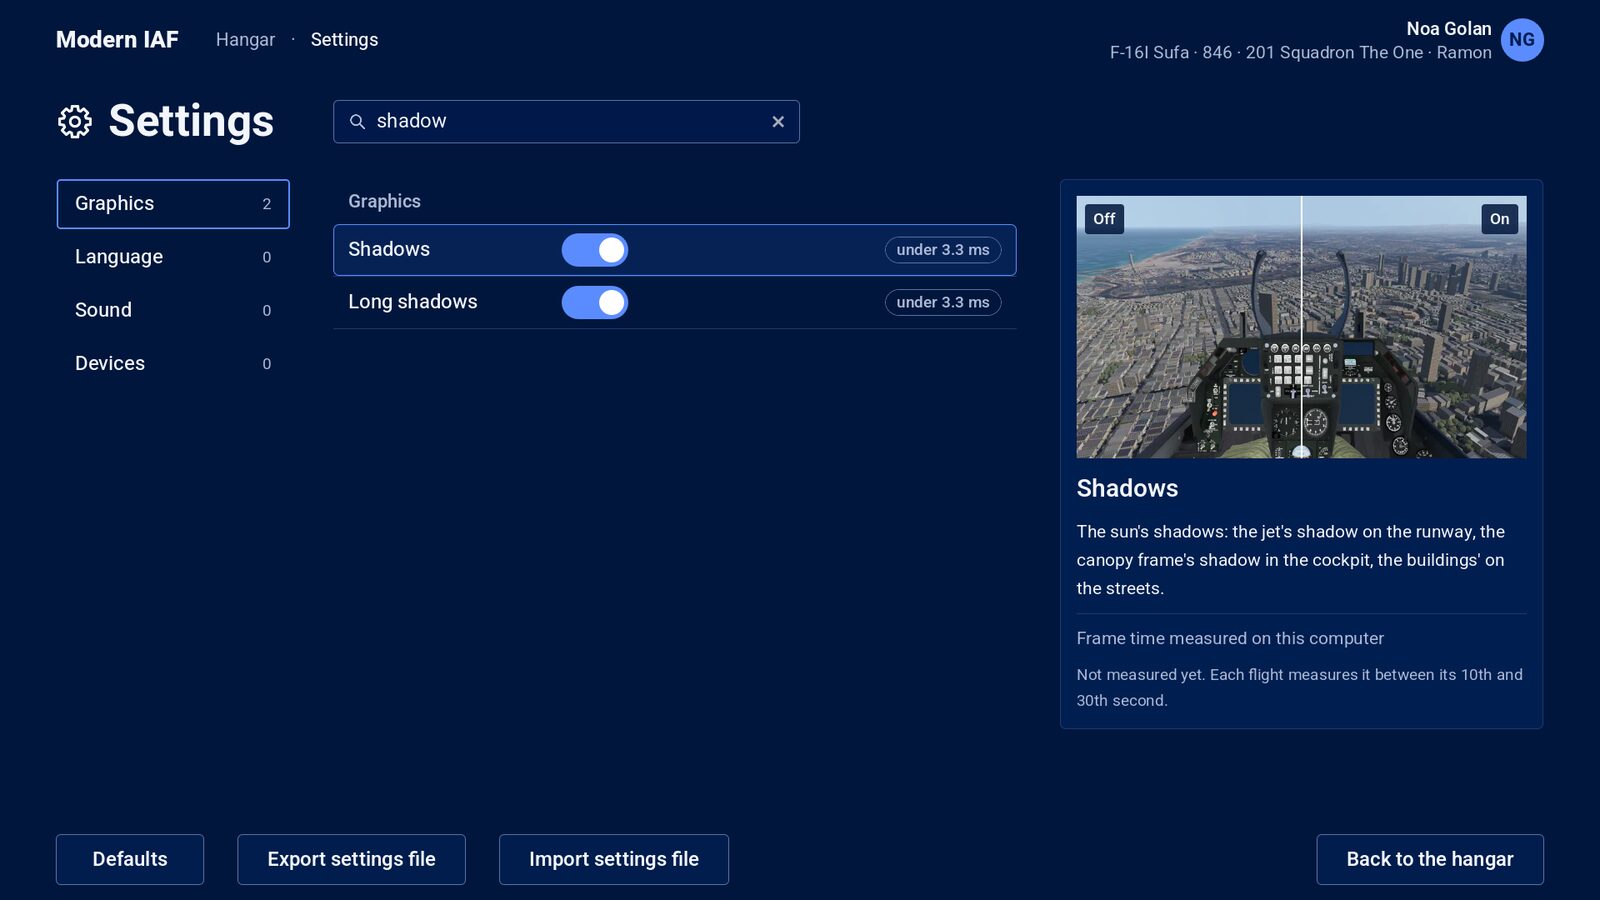 Modern IAF
Hangar · Settings
Noa Golan
F-16I Sufa · 846 · 201 Squadron The One · Ramon
NG
Settings
shadow
Graphics 2
Language 0
Sound 0
Devices 0
Graphics
Shadows under 3.3 ms
Long shadows under 3.3 ms
Off
On
Shadows
The sun's shadows: the jet's shadow on the runway, the
canopy frame's shadow in the cockpit, the buildings' on
the streets.
Frame time measured on this computer
Not measured yet. Each flight measures it between its 10th and
30th second.
Defaults
Export settings file
Import settings file
Back to the hangar